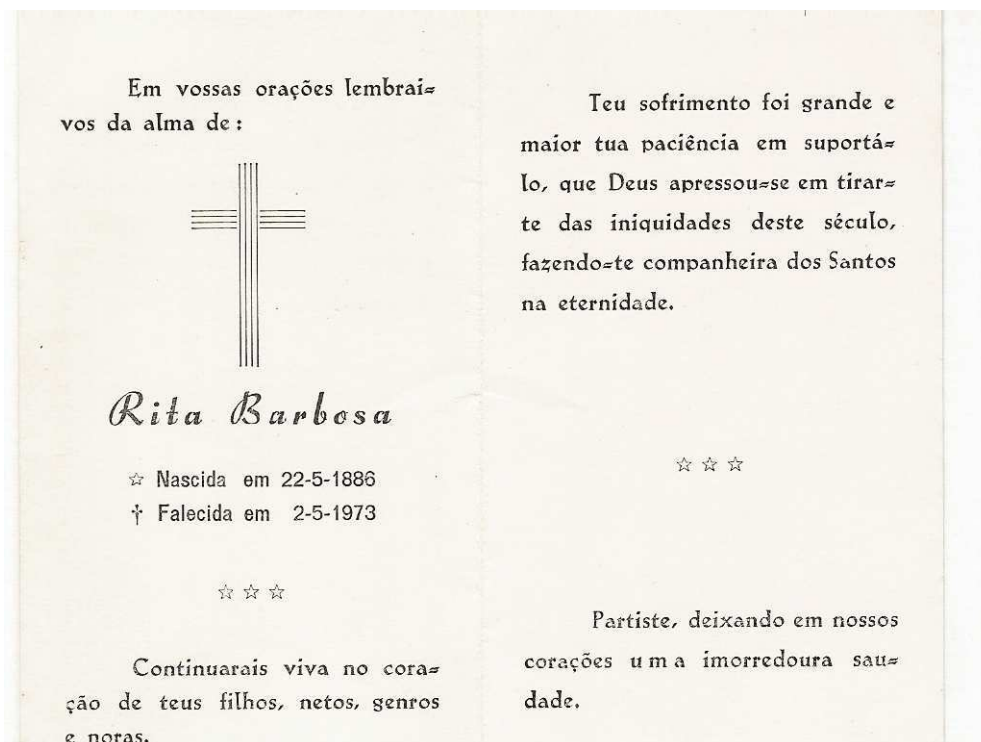 Em vossas orações lembrai=
vos da alma de :
Rita Barbosa
☆ Nascida em 22-5-1886
† Falecida em 2-5-1973
☆ ☆ ☆
Continuarais viva no cora=
ção de teus filhos, netos, genros
e noras.
Teu sofrimento foi grande e
maior tua paciência em suportá=
lo, que Deus apressou=se em tirar=
te das iniquidades deste século,
fazendo=te companheira dos Santos
na eternidade.
☆ ☆ ☆
Partiste, deixando em nossos
corações uma imorredoura sau=
dade.